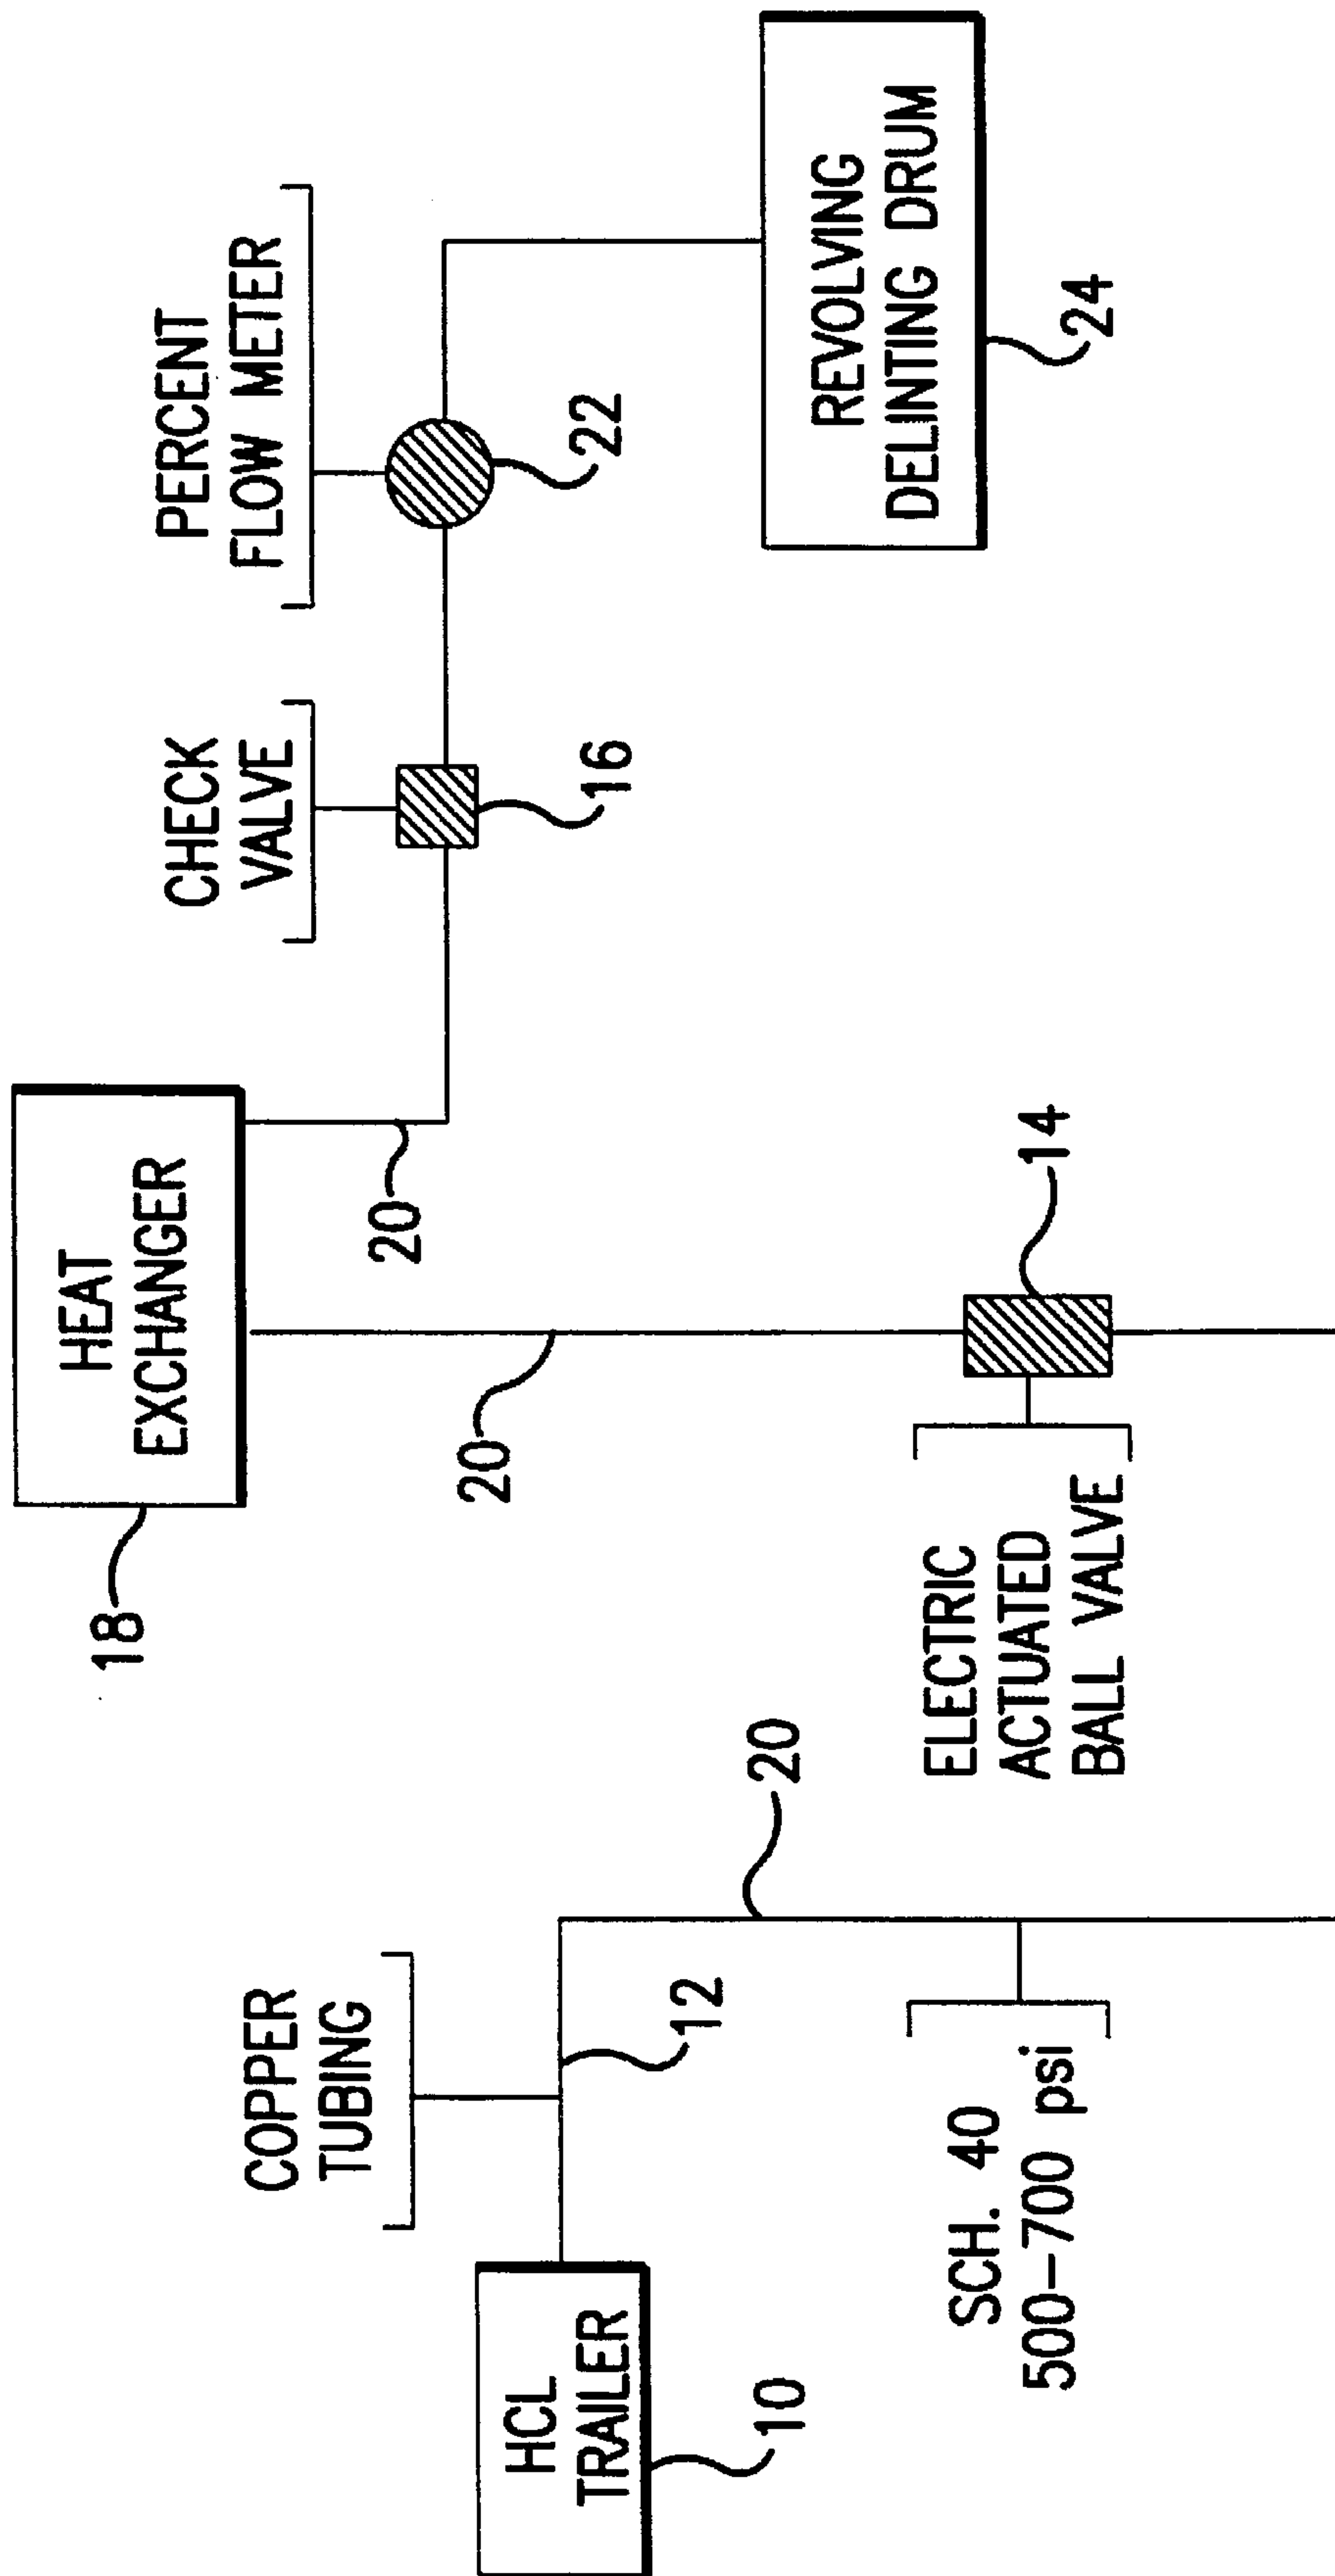 HCL
TRAILER
10
COPPER
TUBING
12
20
SCH. 40
500-700 psi
ELECTRIC
ACTUATED
BALL VALVE
14
20
HEAT
EXCHANGER
18
20
CHECK
VALVE
16
PERCENT
FLOW METER
22
REVOLVING
DELINTING DRUM
24